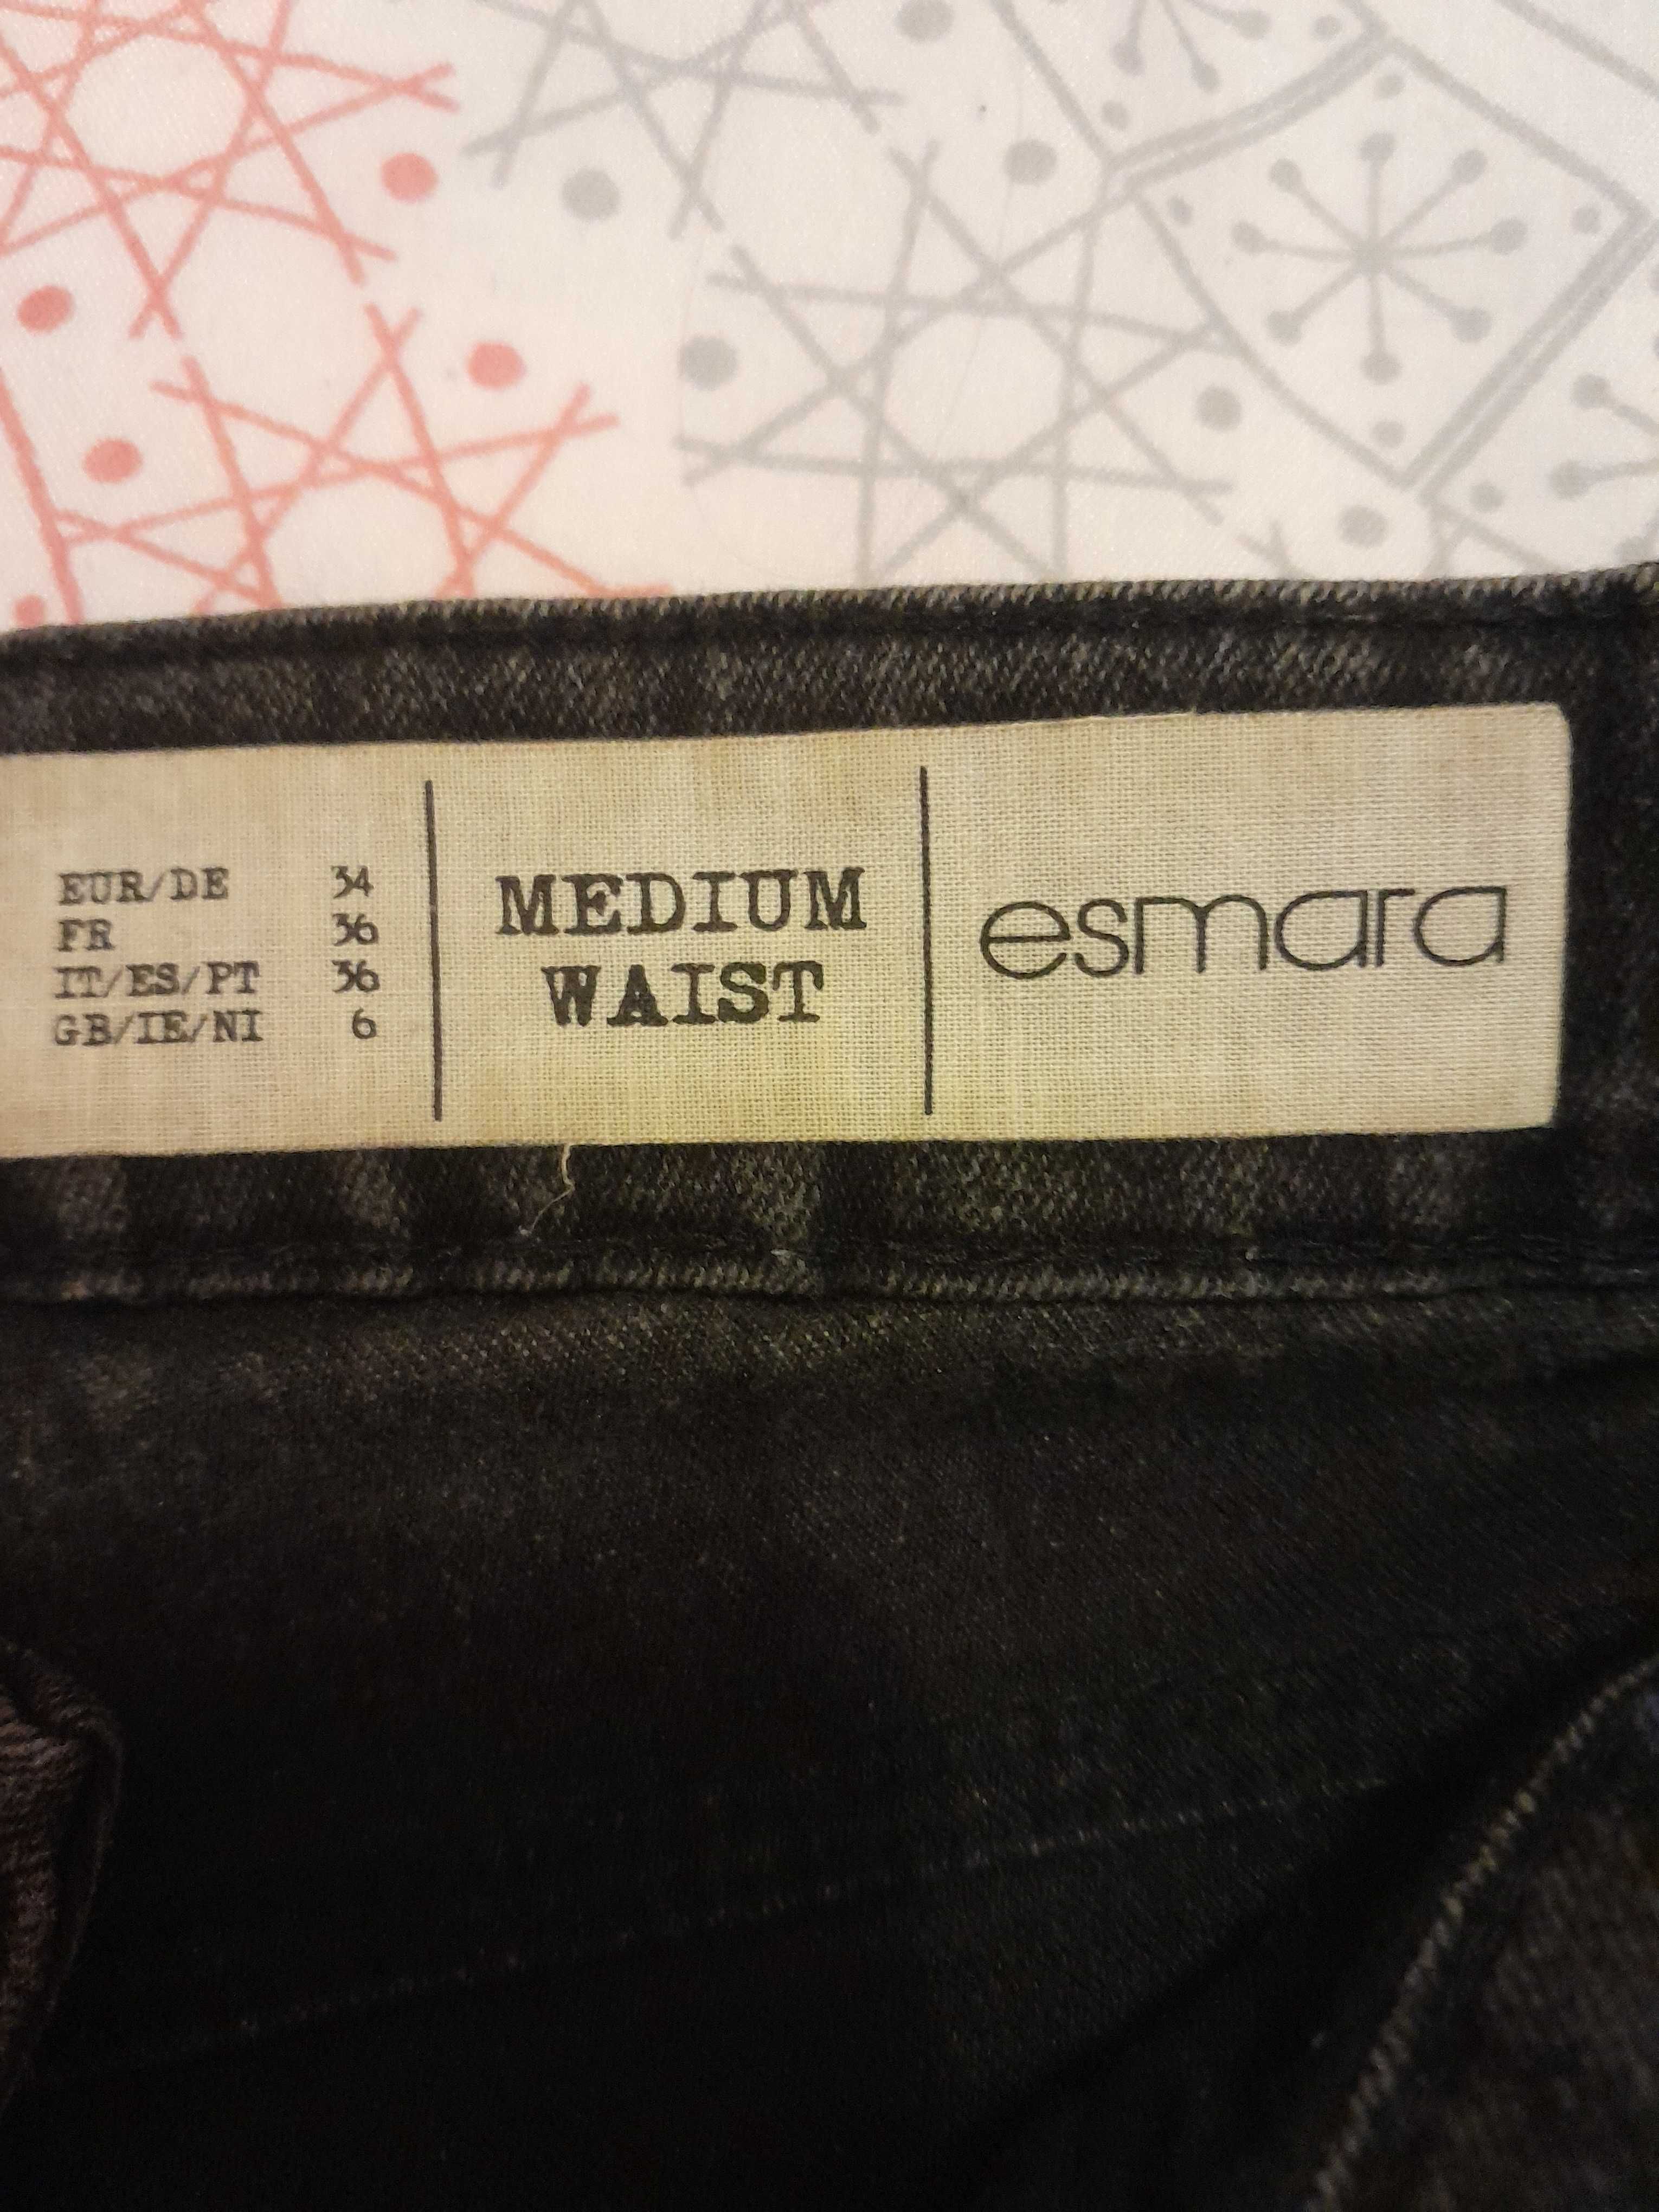 EUR/DE 34
FR 36
IT/ES/PT 36
GB/IE/NI 6
MEDIUM
WAIST
esmara